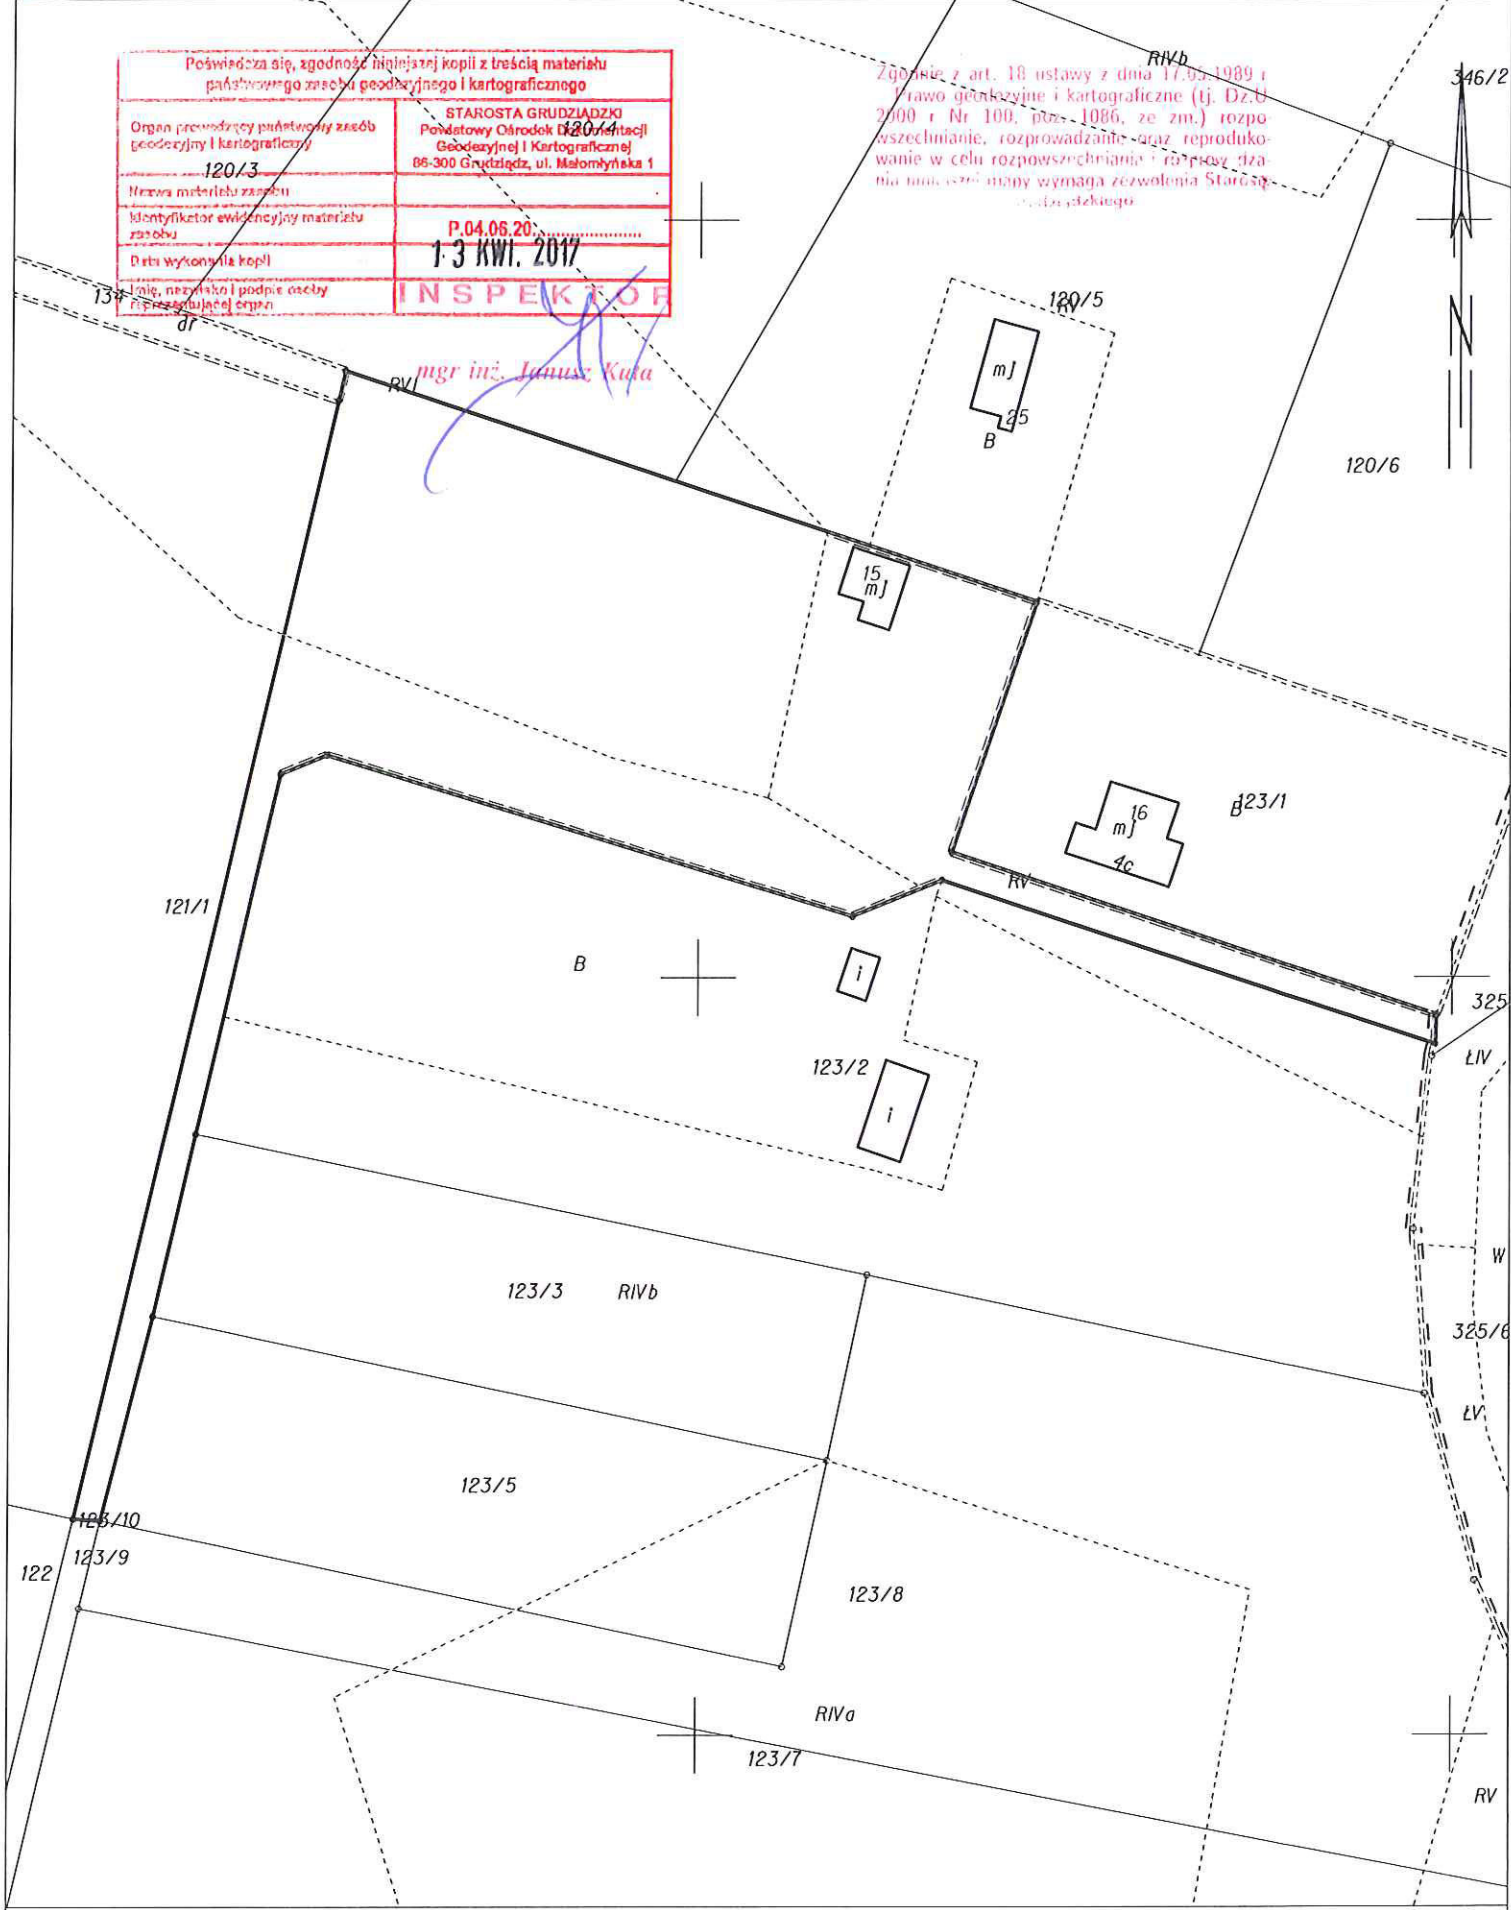 Poświadcza się, zgodność niniejszej kopii z treścią materiału
państwowego zasobu geodezyjnego i kartograficznego
Organ prowadzący państwowy zasób
geodezyjny i kartograficzny
STAROSTA GRUDZIĄDZKI
Powiatowy Ośrodek Dokumentacji
Geodezyjnej i Kartograficznej
86-300 Grudziądz, ul. Małomłyńska 1
120/4
120/3
Nazwa materiału zasobu
Identyfikator ewidencyjny materiału
zasobu
P.04.06.20......................
Data wykonania kopii
13 KWI. 2017
Imię, nazwisko i podpis osoby
reprezentującej organ
INSPEKTOR
mgr inż. Janusz Kuta
Zgodnie z art. 18 ustawy z dnia 17.05.1989 r
Prawo geodezyjne i kartograficzne (tj. Dz.U
2000 r Nr 100, poz. 1086, ze zm.) rozpo
wszechnianie, rozprowadzanie oraz reproduko-
wanie w celu rozpowszechniania i
mapy wymaga zezwolenia
RIVb
346/2
134
dr
RVI
120/5
RV
mj
25
B
120/6
15
mj
16
mj
4c
B
123/1
RV
121/1
B
i
123/2
i
325
ŁIV
W
325/6
ŁV
123/3
RIVb
123/5
123/10
123/9
122
123/8
RIVa
123/7
RV